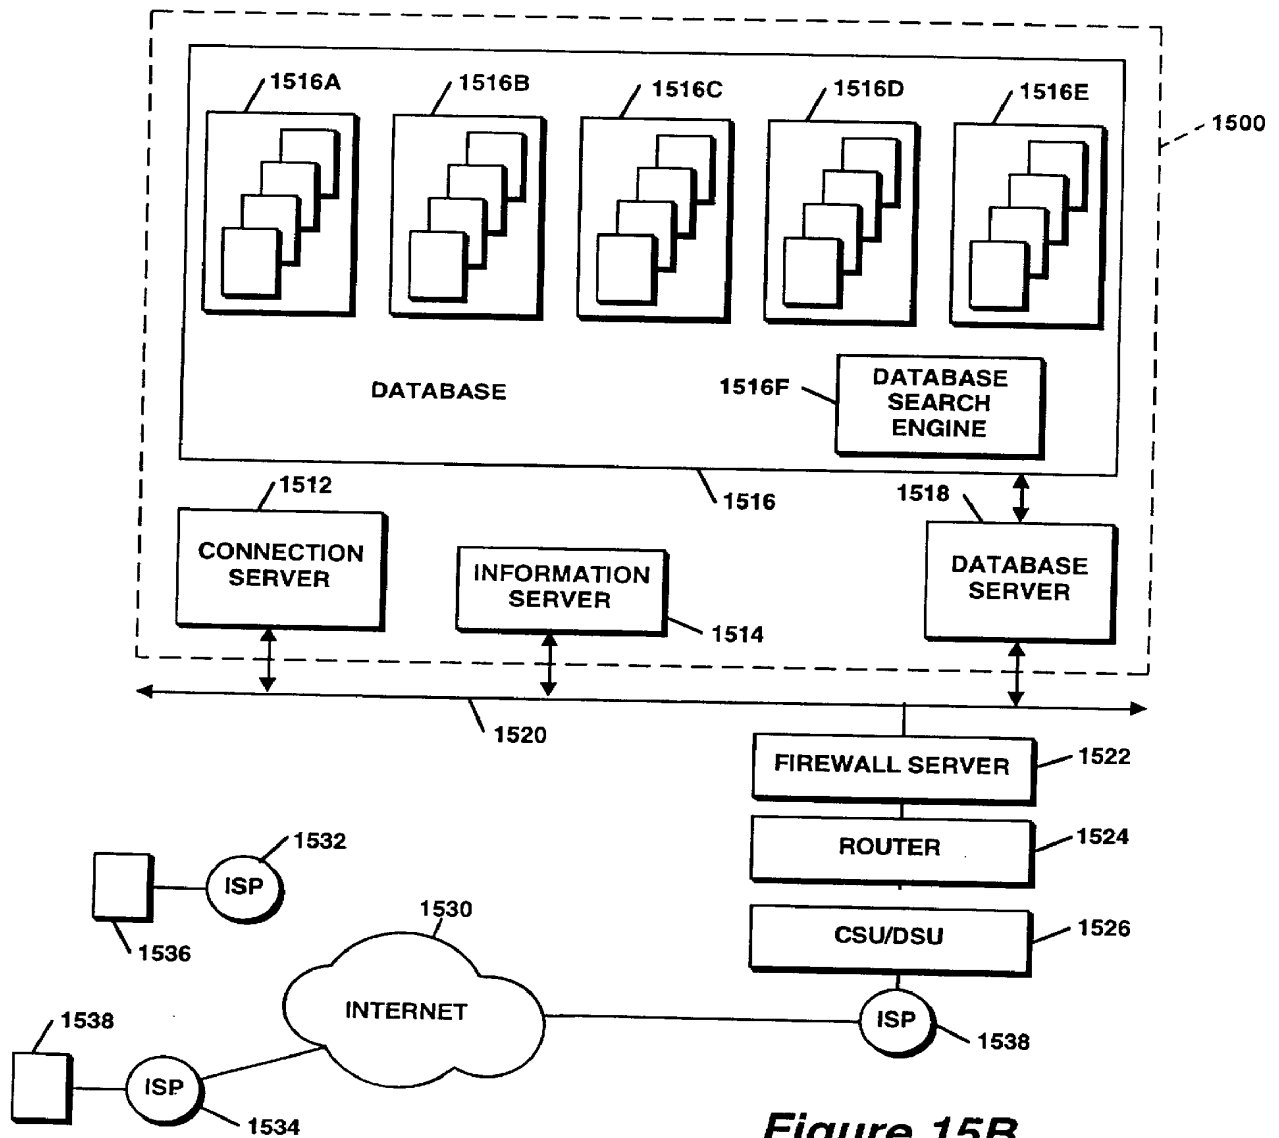 1516A
1516B
1516C
1516D
1516E
1500
DATABASE
1516F
DATABASE
SEARCH
ENGINE
1512
1516
1518
CONNECTION
SERVER
INFORMATION
SERVER
1514
DATABASE
SERVER
1520
FIREWALL SERVER
1522
ROUTER
1524
1532
ISP
1536
1530
CSU/DSU
1526
INTERNET
ISP
1538
1538
ISP
1534
Figure 15B